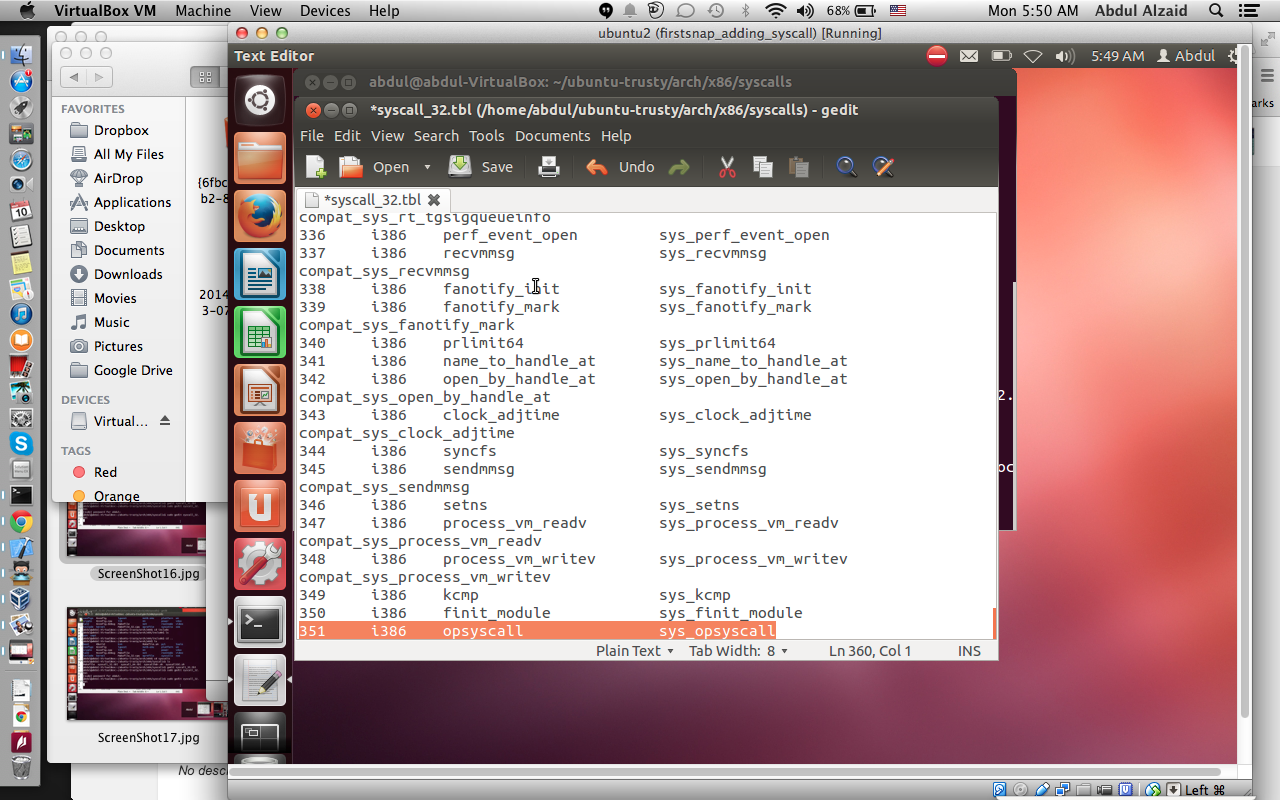 VirtualBox VM Machine View Devices Help 68% Mon 5:50 AM Abdul Alzaid
ubuntu2 (firstsnap_adding_syscall) [Running]
Text Editor 5:49 AM Abdul
abdul@abdul-VirtualBox: ~/ubuntu-trusty/arch/x86/syscalls
*syscall_32.tbl (/home/abdul/ubuntu-trusty/arch/x86/syscalls) - gedit
File Edit View Search Tools Documents Help
Open Save Undo
*syscall_32.tbl
compat_sys_rt_tgsigqueueinfo
336 i386 perf_event_open sys_perf_event_open
337 i386 recvmmsg sys_recvmmsg
compat_sys_recvmmsg
338 i386 fanotify_init sys_fanotify_init
339 i386 fanotify_mark sys_fanotify_mark
compat_sys_fanotify_mark
340 i386 prlimit64 sys_prlimit64
341 i386 name_to_handle_at sys_name_to_handle_at
342 i386 open_by_handle_at sys_open_by_handle_at
compat_sys_open_by_handle_at
343 i386 clock_adjtime sys_clock_adjtime
compat_sys_clock_adjtime
344 i386 syncfs sys_syncfs
345 i386 sendmmsg sys_sendmmsg
compat_sys_sendmmsg
346 i386 setns sys_setns
347 i386 process_vm_readv sys_process_vm_readv
compat_sys_process_vm_readv
348 i386 process_vm_writev sys_process_vm_writev
compat_sys_process_vm_writev
349 i386 kcmp sys_kcmp
350 i386 finit_module sys_finit_module
351 i386 opsyscall sys_opsyscall
Plain Text Tab Width: 8 Ln 360, Col 1 INS
FAVORITES
Dropbox
All My Files
AirDrop
Applications
Desktop
Documents
Downloads
Movies
Music
Pictures
Google Drive
DEVICES
Virtual...
TAGS
Red
Orange
{6fbc
b2-8
2014
3-07
ScreenShot16.jpg
ScreenShot17.jpg
No desc
2.
oc
arks
10
Left ⌘